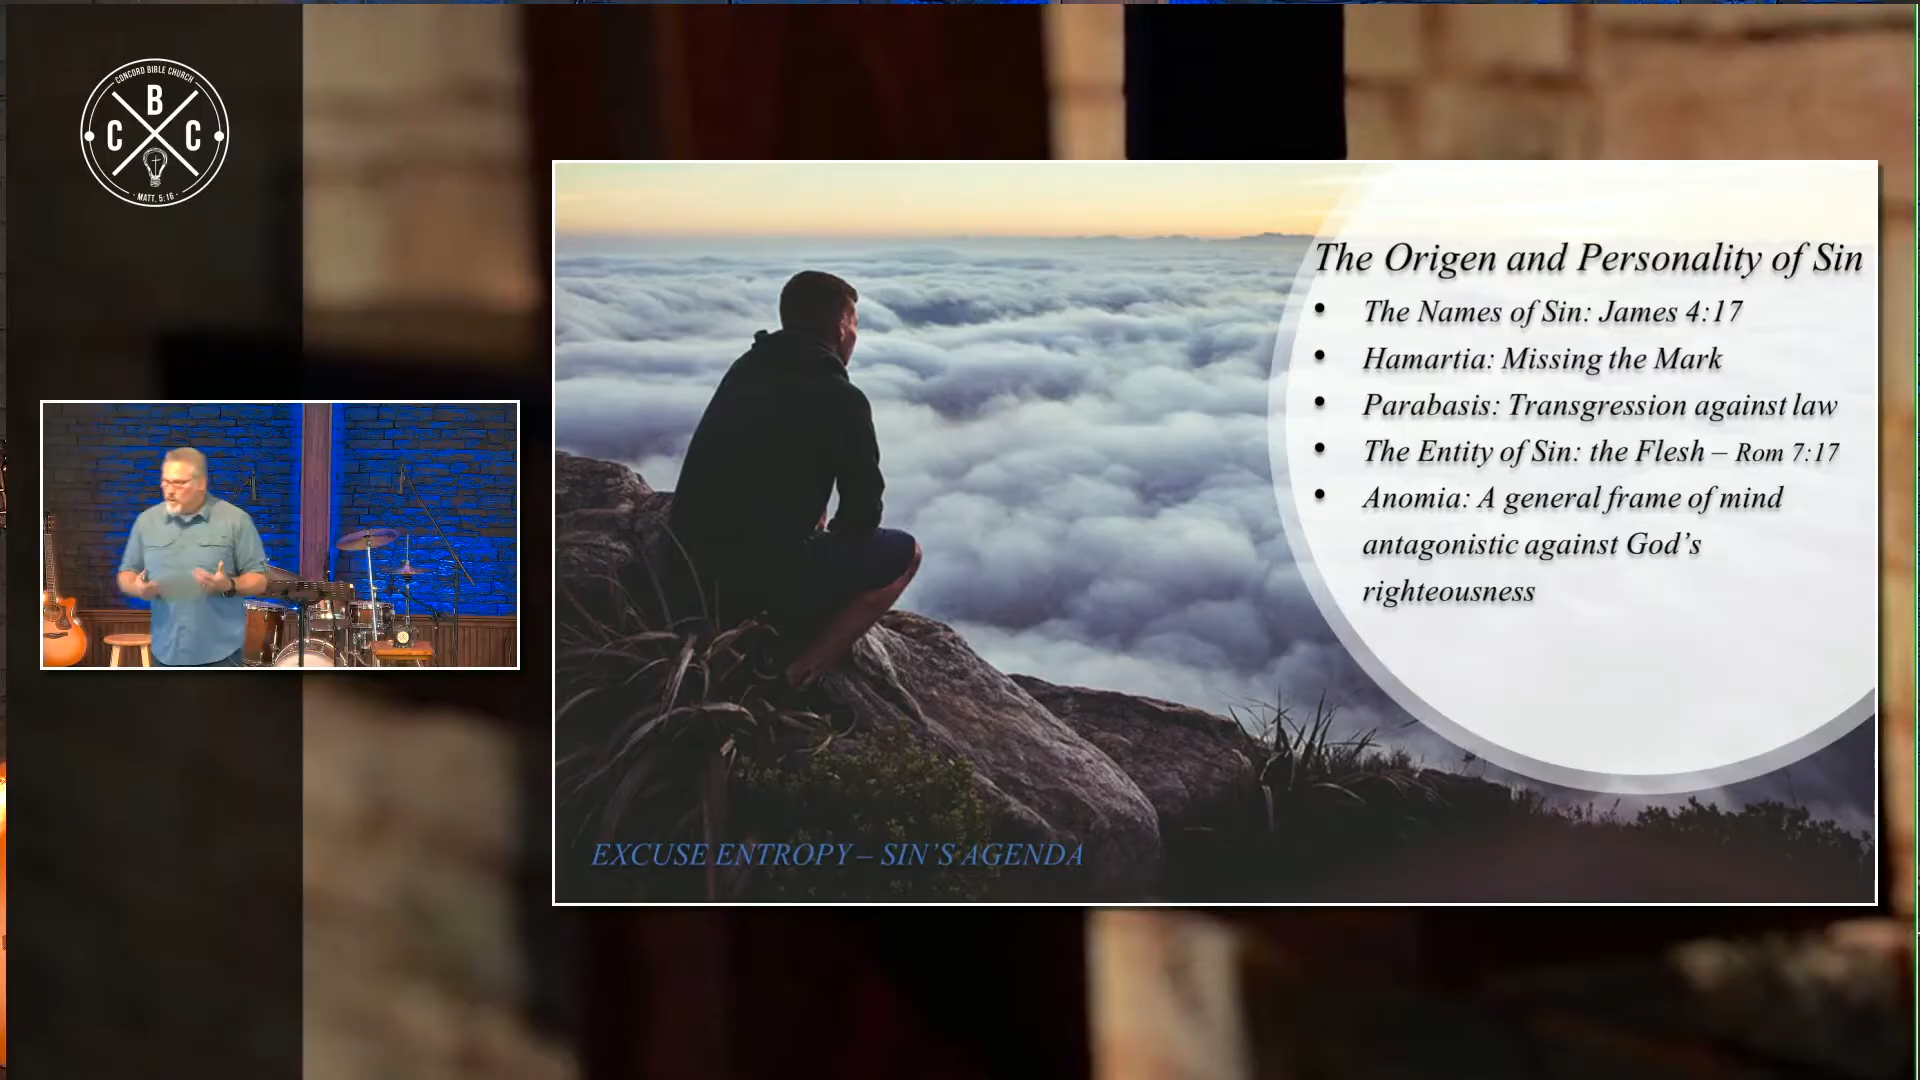 CONCORD BIBLE CHURCH
B
C C
MATT. 5:16
The Origen and Personality of Sin
• The Names of Sin: James 4:17
• Hamartia: Missing the Mark
• Parabasis: Transgression against law
• The Entity of Sin: the Flesh – Rom 7:17
• Anomia: A general frame of mind
antagonistic against God’s
righteousness
EXCUSE ENTROPY – SIN’S AGENDA